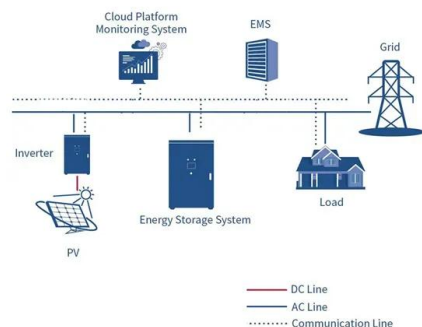 Cloud Platform
Monitoring System
EMS
Grid
Inverter
Energy Storage System
Load
PV
DC Line
AC Line
Communication Line